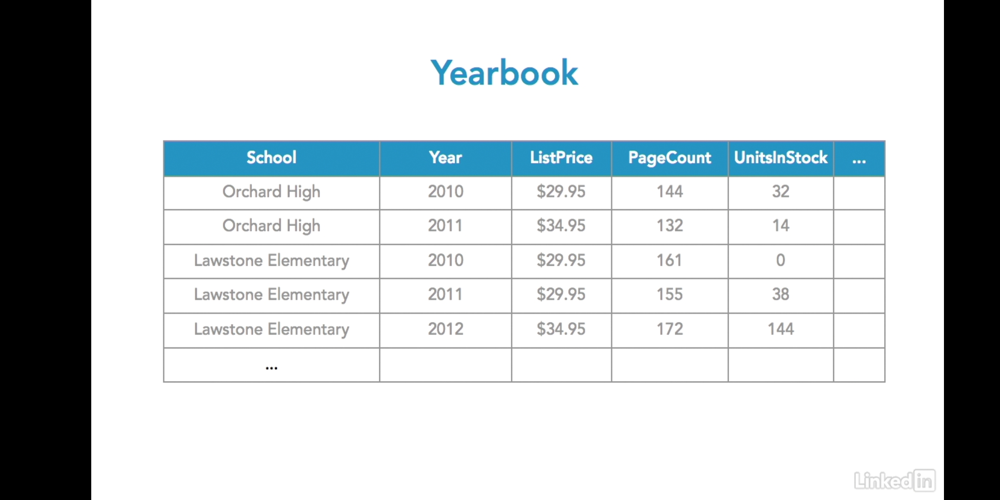 Yearbook
School Year ListPrice PageCount UnitsInStock ...
Orchard High 2010 $29.95 144 32
Orchard High 2011 $34.95 132 14
Lawstone Elementary 2010 $29.95 161 0
Lawstone Elementary 2011 $29.95 155 38
Lawstone Elementary 2012 $34.95 172 144
...
Linkedin